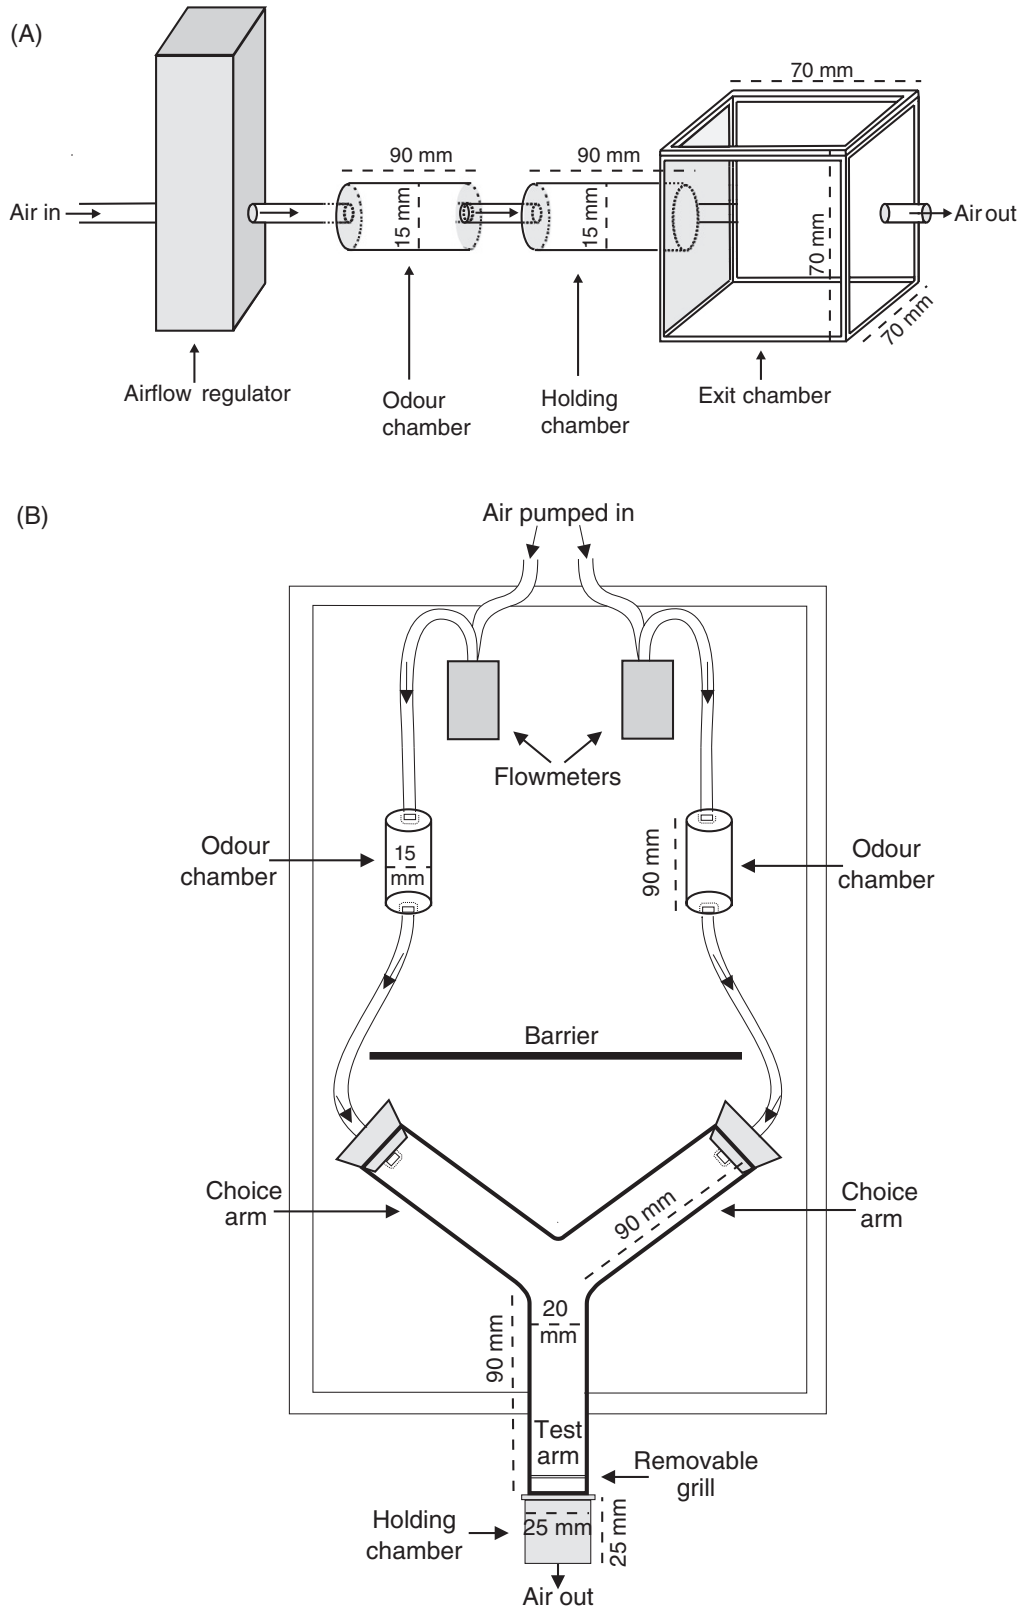 (A)
70 mm
90 mm
90 mm
Air in
15 mm
15 mm
70 mm
Air out
70 mm
Airflow regulator
Odour
chamber
Holding
chamber
Exit chamber
(B)
Air pumped in
Flowmeters
Odour
chamber
15
mm
90 mm
Odour
chamber
Barrier
Choice
arm
90 mm
Choice
arm
20
mm
90 mm
Test
arm
Removable
grill
Holding
chamber
25 mm
25 mm
Air out